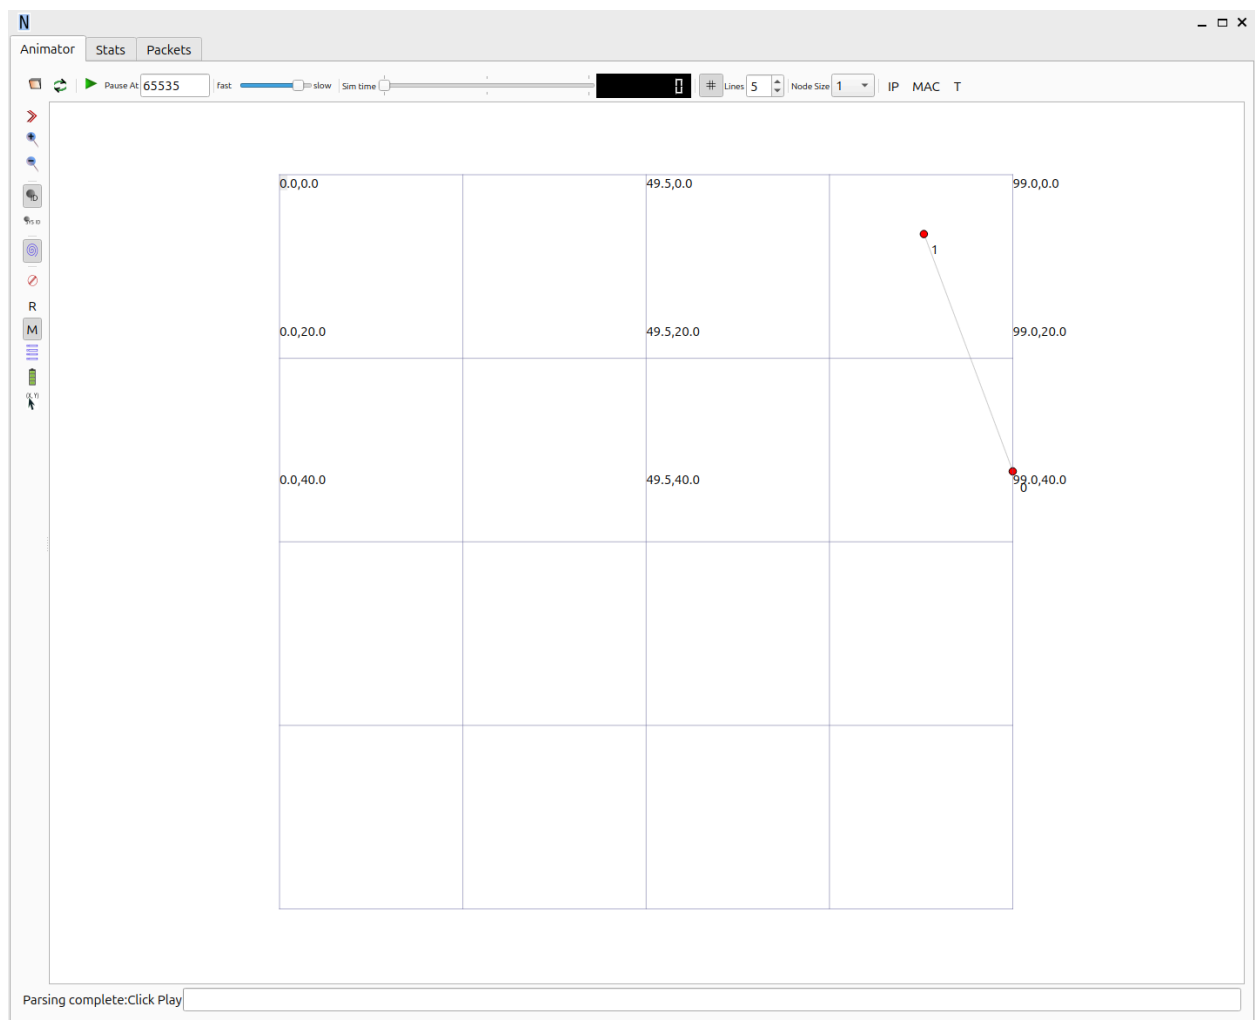 N
Animator Stats Packets
Pause At 65535 fast slow Sim time 0 # Lines 5 Node Size 1 IP MAC T
ID
SYS ID
R
M
(X, Y)
0.0,0.0 49.5,0.0 99.0,0.0
1
0.0,20.0 49.5,20.0 99.0,20.0
0.0,40.0 49.5,40.0 99.0,40.0
0
Parsing complete:Click Play